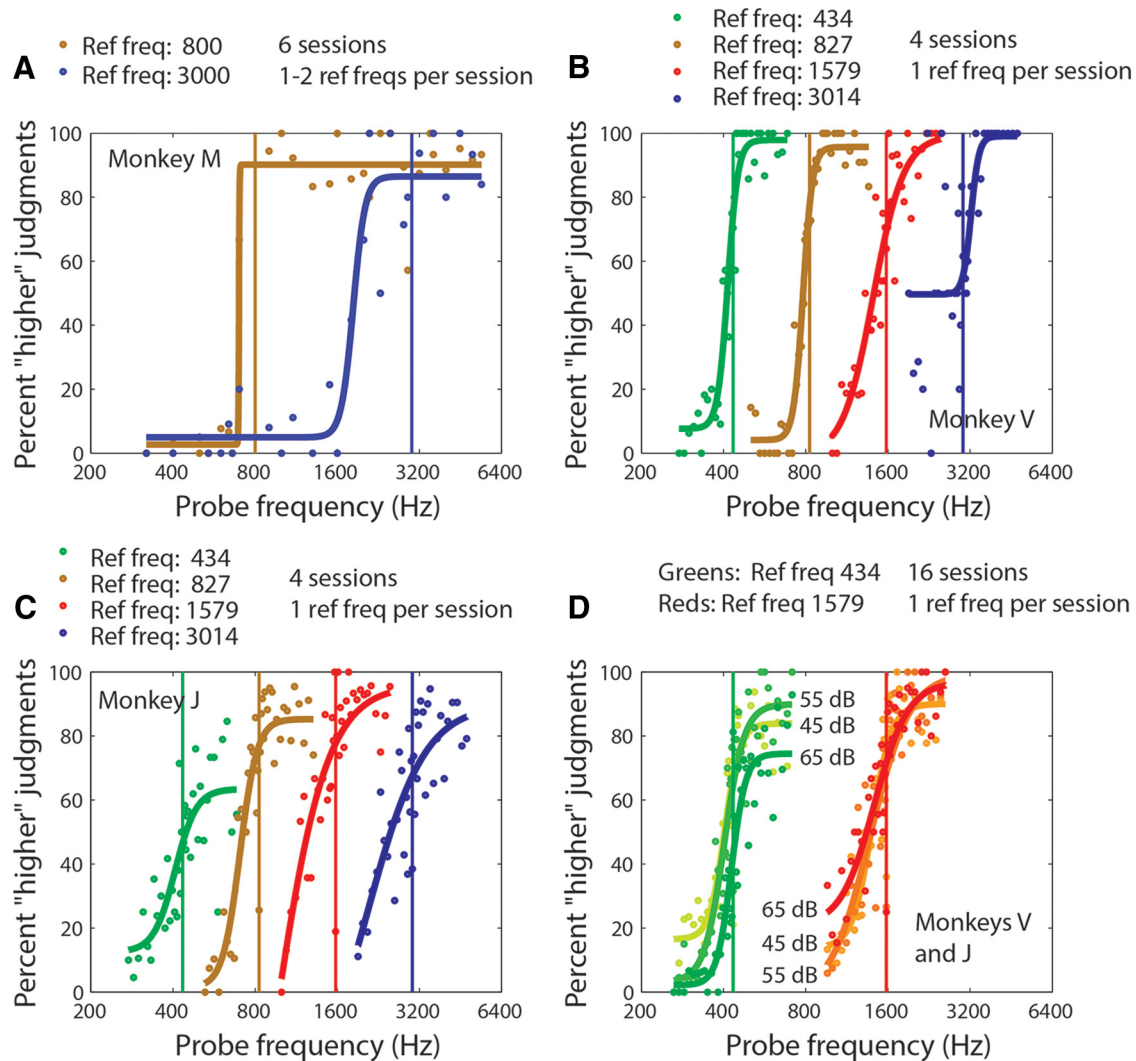 A
Ref freq: 800
Ref freq: 3000
6 sessions
1-2 ref freqs per session
Monkey M
Percent "higher" judgments
100
80
60
40
20
0
200 400 800 1600 3200 6400
Probe frequency (Hz)
B
Ref freq: 434
Ref freq: 827
Ref freq: 1579
Ref freq: 3014
4 sessions
1 ref freq per session
Monkey V
Percent "higher" judgments
100
80
60
40
20
0
200 400 800 1600 3200 6400
Probe frequency (Hz)
C
Ref freq: 434
Ref freq: 827
Ref freq: 1579
Ref freq: 3014
4 sessions
1 ref freq per session
Monkey J
Percent "higher" judgments
100
80
60
40
20
0
200 400 800 1600 3200 6400
Probe frequency (Hz)
D
Greens: Ref freq 434
Reds: Ref freq 1579
16 sessions
1 ref freq per session
Percent "higher" judgments
100
80
60
40
20
0
55 dB
45 dB
65 dB
65 dB
45 dB
55 dB
Monkeys V
and J
200 400 800 1600 3200 6400
Probe frequency (Hz)